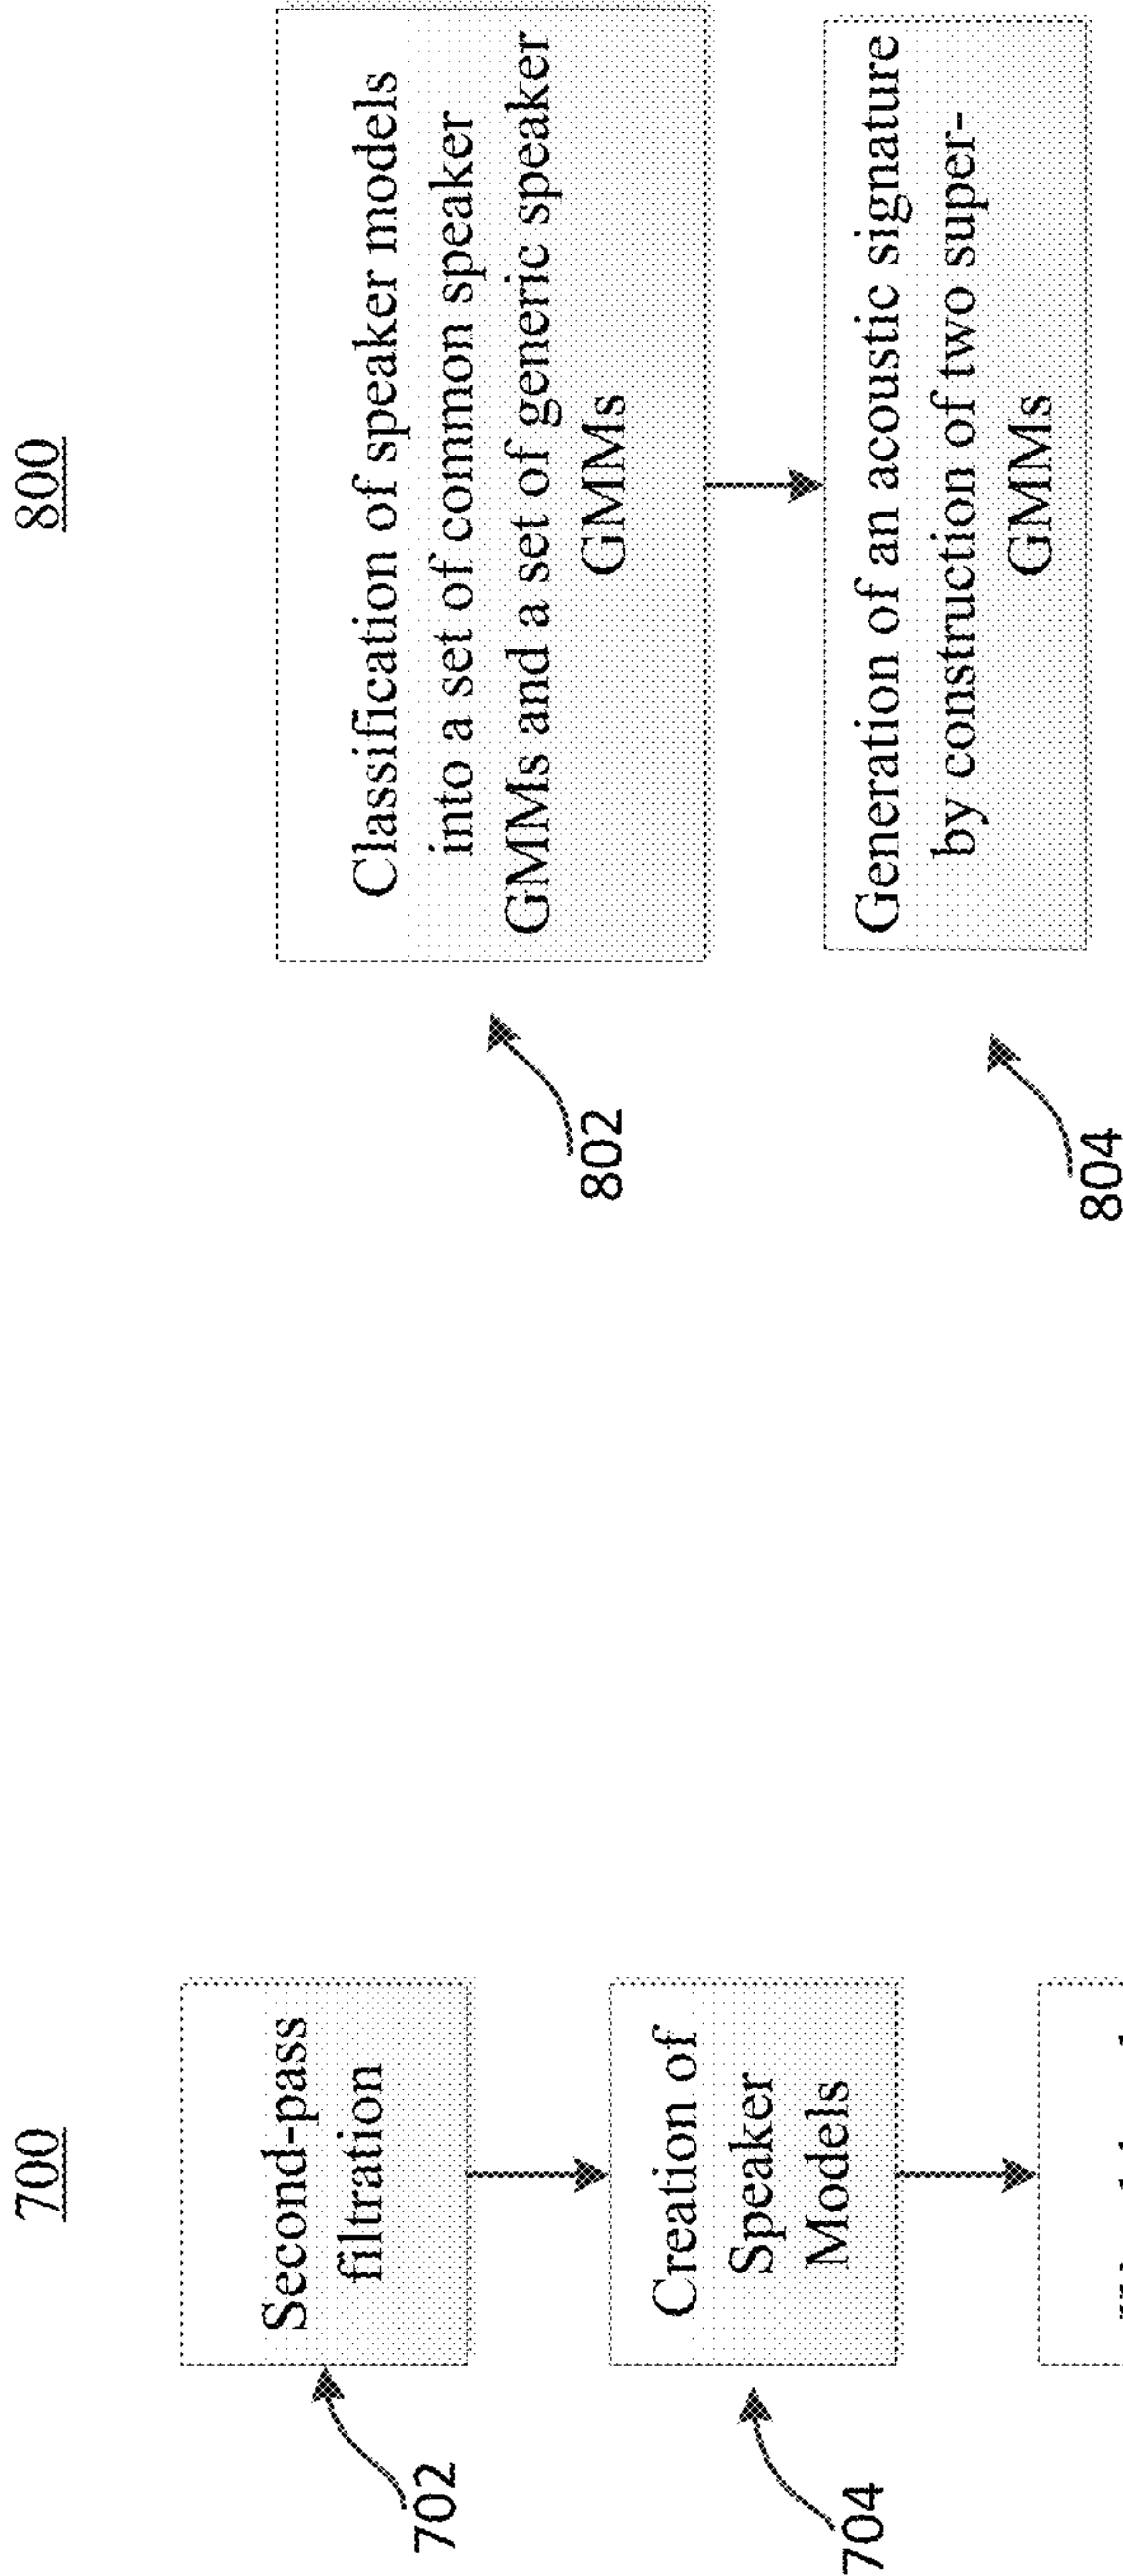 700
Second-pass
filtration
702
Creation of
Speaker
Models
704
800
Classification of speaker models
into a set of common speaker
GMMs and a set of generic speaker
GMMs
802
Generation of an acoustic signature
by construction of two super-
GMMs
804